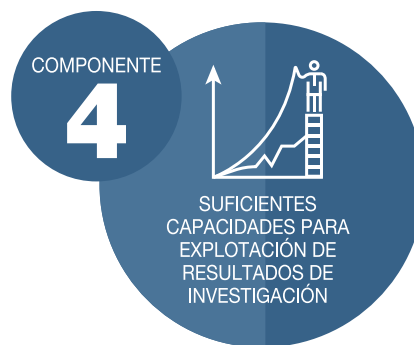 COMPONENTE
4
SUFICIENTES
CAPACIDADES PARA
EXPLOTACIÓN DE
RESULTADOS DE
INVESTIGACIÓN